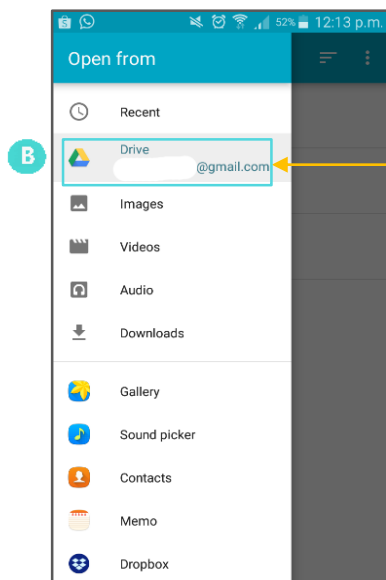 52% 12:13 p.m.
Open from
Recent
B
Drive
@gmail.com
Images
Videos
Audio
Downloads
Gallery
Sound picker
Contacts
Memo
Dropbox